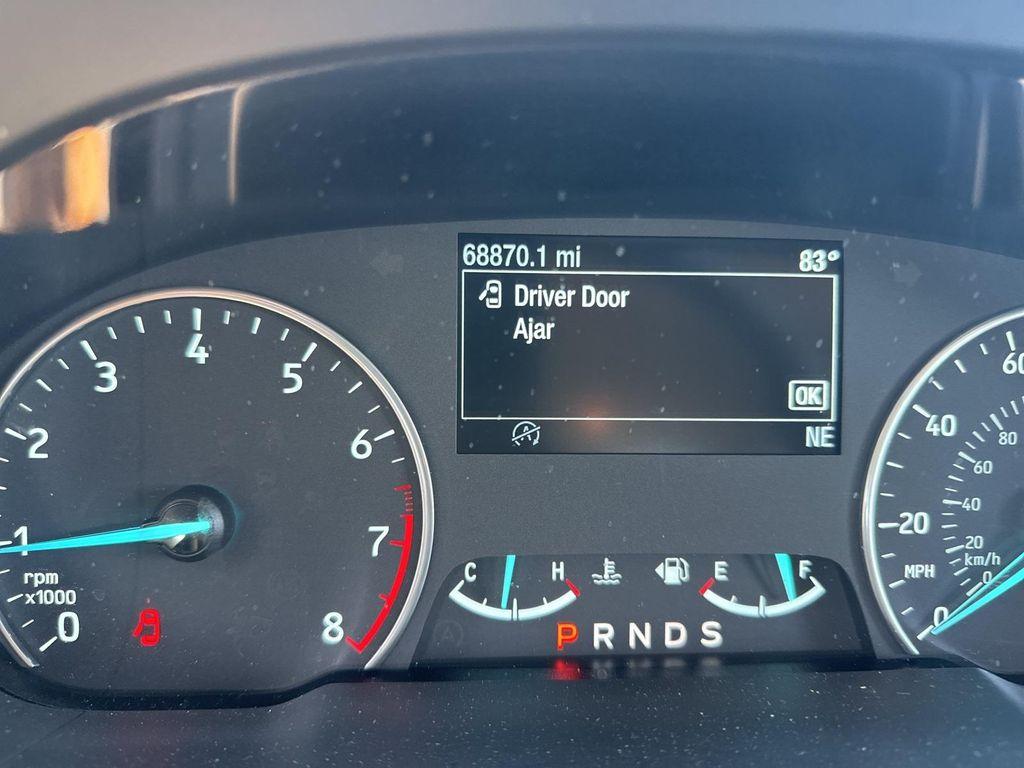 68870.1 mi 83°
Driver Door
Ajar
OK
NE
0 1 2 3 4 5 6 7 8
rpm
x1000
C H E F
P R N D S
0 20 40 60
MPH
0 20 40 60 80
km/h